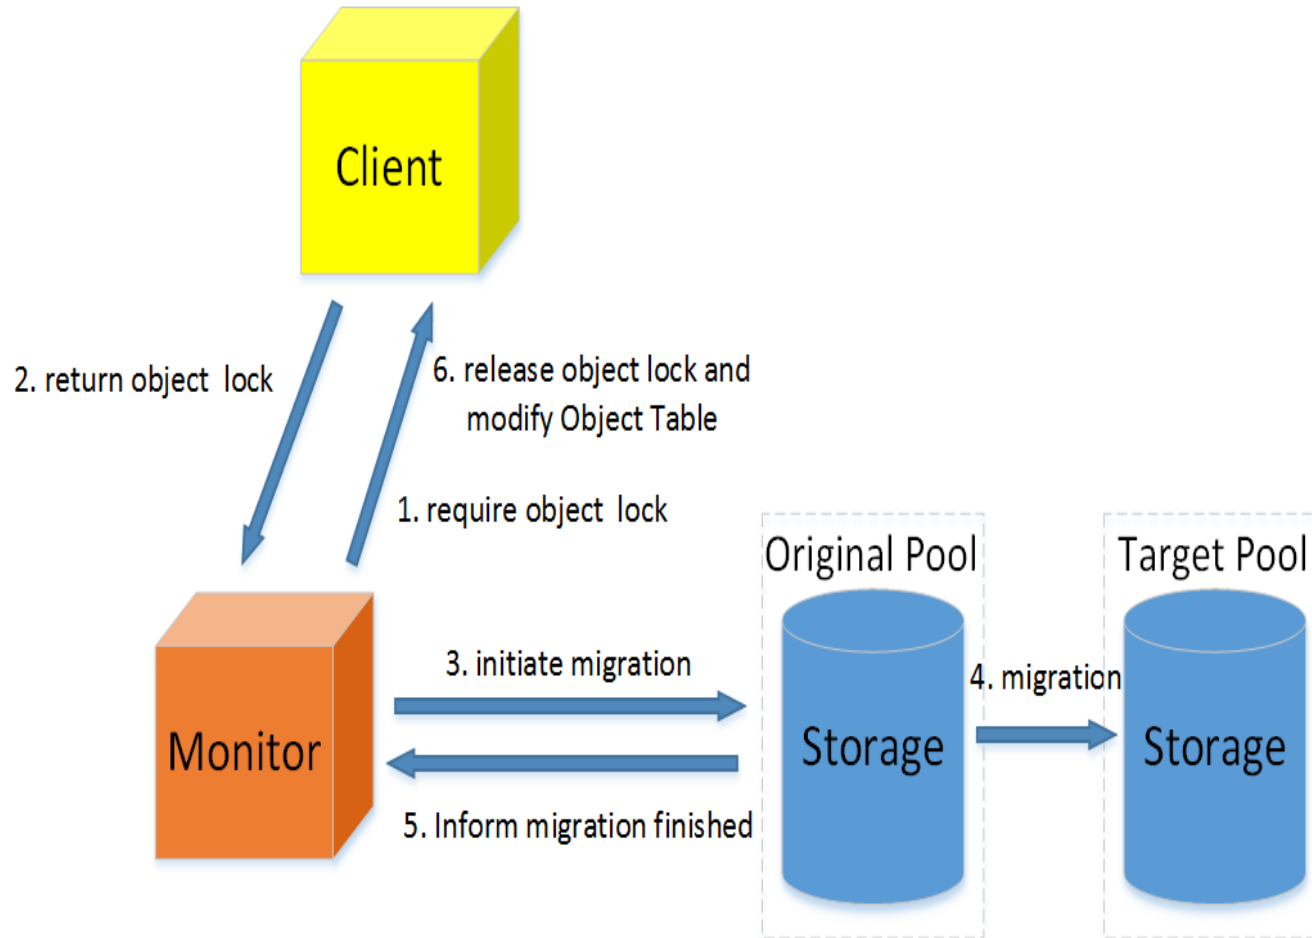 Client
2. return object lock
6. release object lock and
modify Object Table
1. require object lock
Original Pool
Target Pool
3. initiate migration
4. migration
Monitor
Storage
Storage
5. Inform migration finished